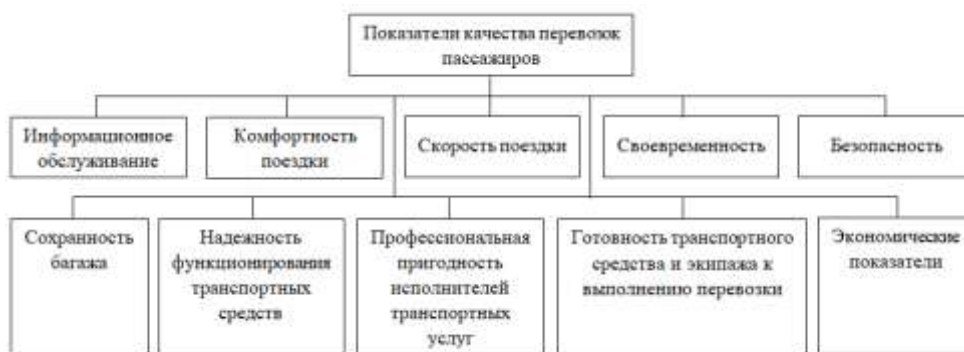 Показатели качества перевозок
пассажиров
Информационное
обслуживание
Комфортность
поездки
Скорость поездки
Своевременность
Безопасность
Сохранность
багажа
Надежность
функционирования
транспортных
средств
Профессиональная
пригодность
исполнителей
транспортных
услуг
Готовность транспортного
средства и экипажа к
выполнению перевозки
Экономические
показатели